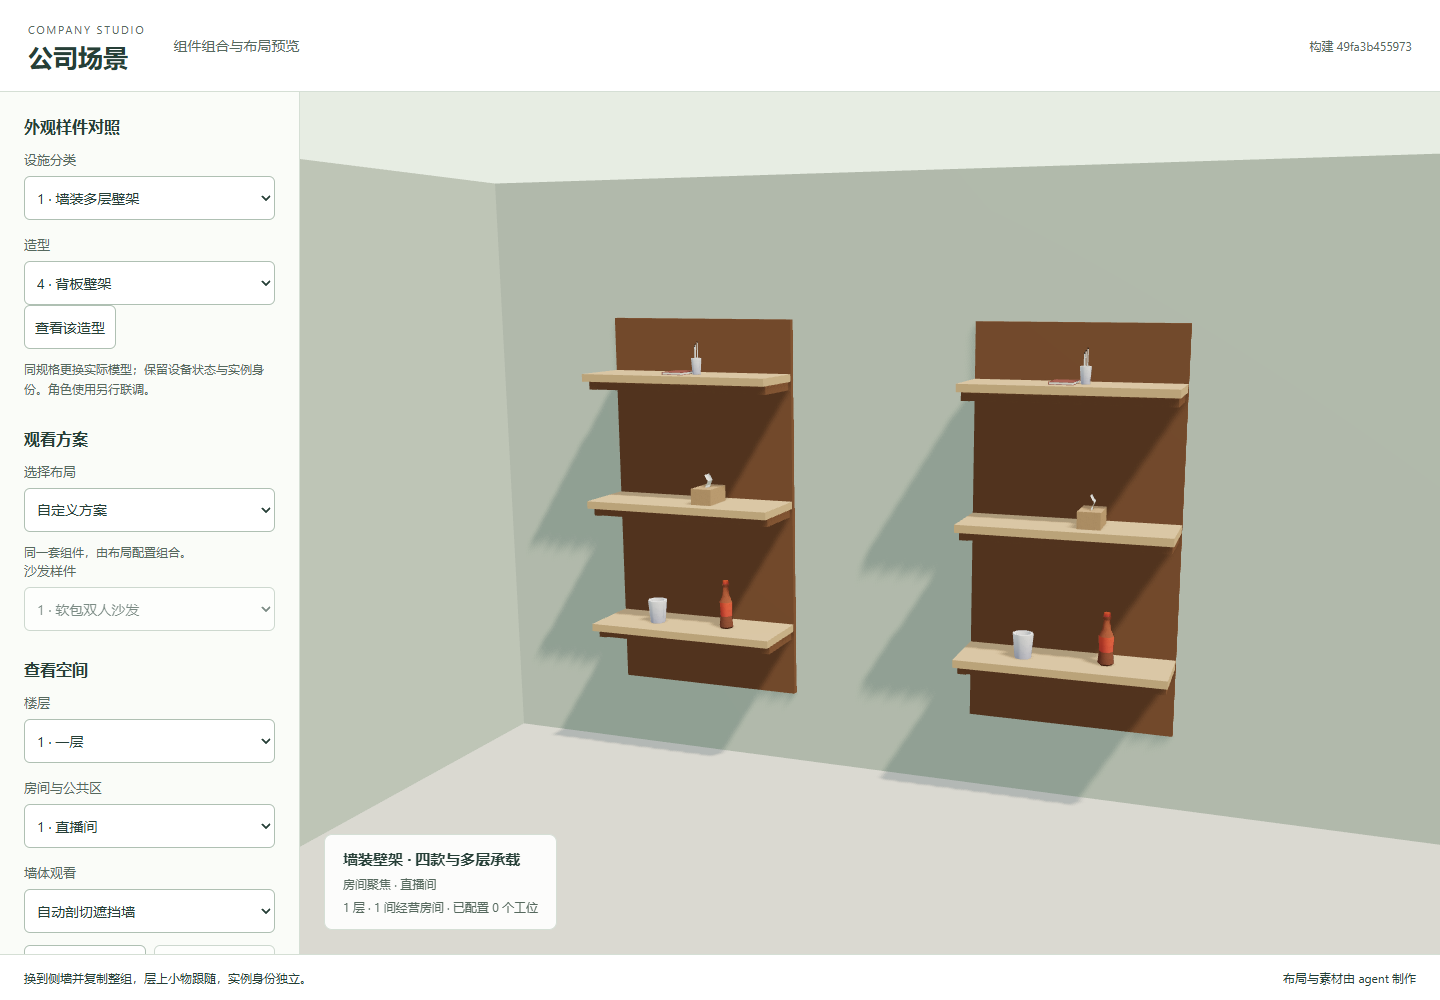 COMPANY STUDIO
公司场景
组件组合与布局预览
构建 49fa3b455973
外观样件对照
设施分类
1 · 墙装多层壁架
造型
4 · 背板壁架
查看该造型
同规格更换实际模型；保留设备状态与实例身
份。角色使用另行联调。
观看方案
选择布局
自定义方案
同一套组件，由布局配置组合。
沙发样件
1 · 软包双人沙发
查看空间
楼层
1 · 一层
房间与公共区
1 · 直播间
墙体观看
自动剖切遮挡墙
墙装壁架 · 四款与多层承载
房间聚焦 · 直播间
1 层 · 1 间经营房间 · 已配置 0 个工位
换到侧墙并复制整组，层上小物跟随，实例身份独立。
布局与素材由 agent 制作